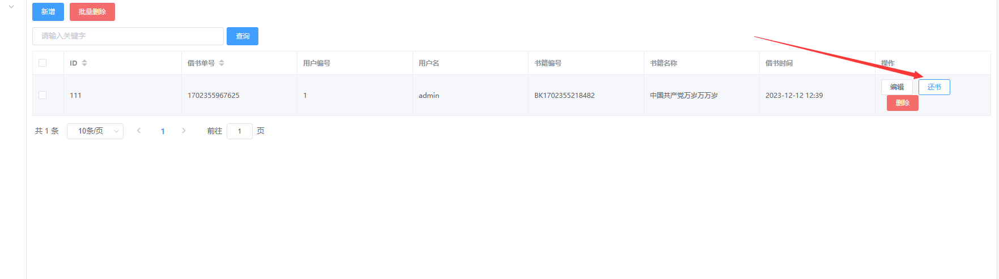 新增 批量删除
请输入关键字 查询
ID 借书单号 用户编号 用户名 书籍编号 书籍名称 借书时间 操作
111 1702355967625 1 admin BK1702355218482 中国共产党万岁万万岁 2023-12-12 12:39 编辑 还书
删除
共 1 条 10条/页 1 前往 1 页